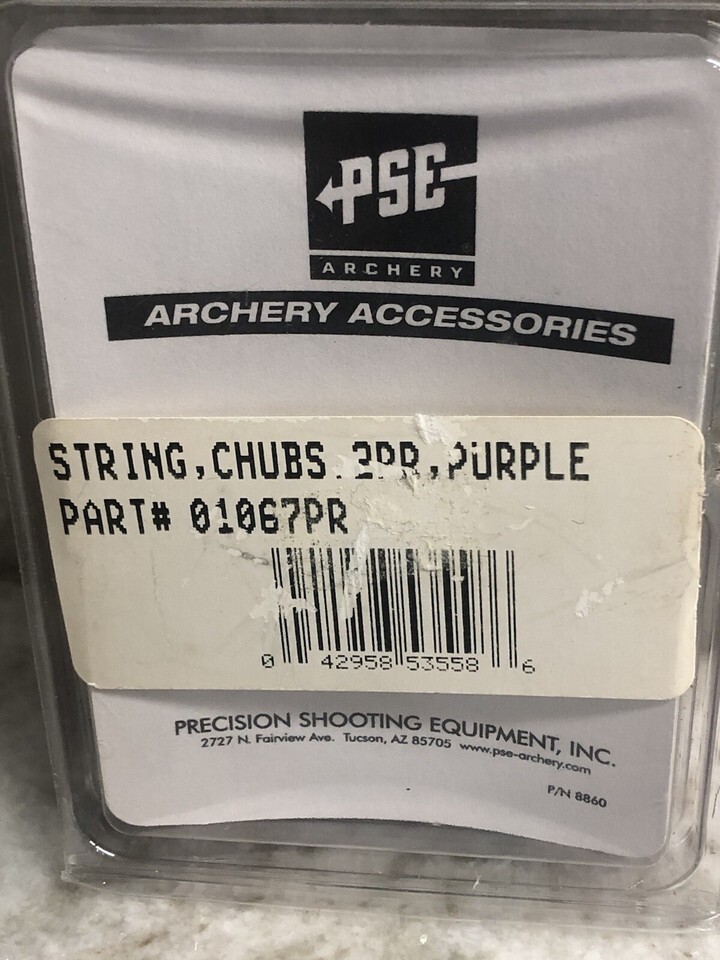 PSE
ARCHERY
ARCHERY ACCESSORIES
STRING,CHUBS 2PR,PURPLE
PART# 01067PR
0 42958 53558 6
PRECISION SHOOTING EQUIPMENT, INC.
2727 N. Fairview Ave. Tucson, AZ 85705 www.pse-archery.com
P/N 8860